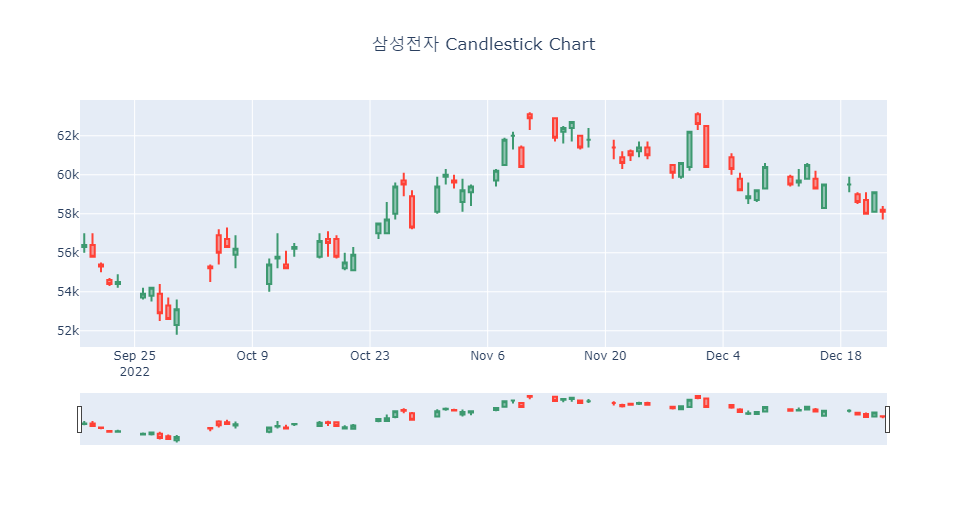 삼성전자 Candlestick Chart
62k
60k
58k
56k
54k
52k
Sep 25 Oct 9 Oct 23 Nov 6 Nov 20 Dec 4 Dec 18
2022